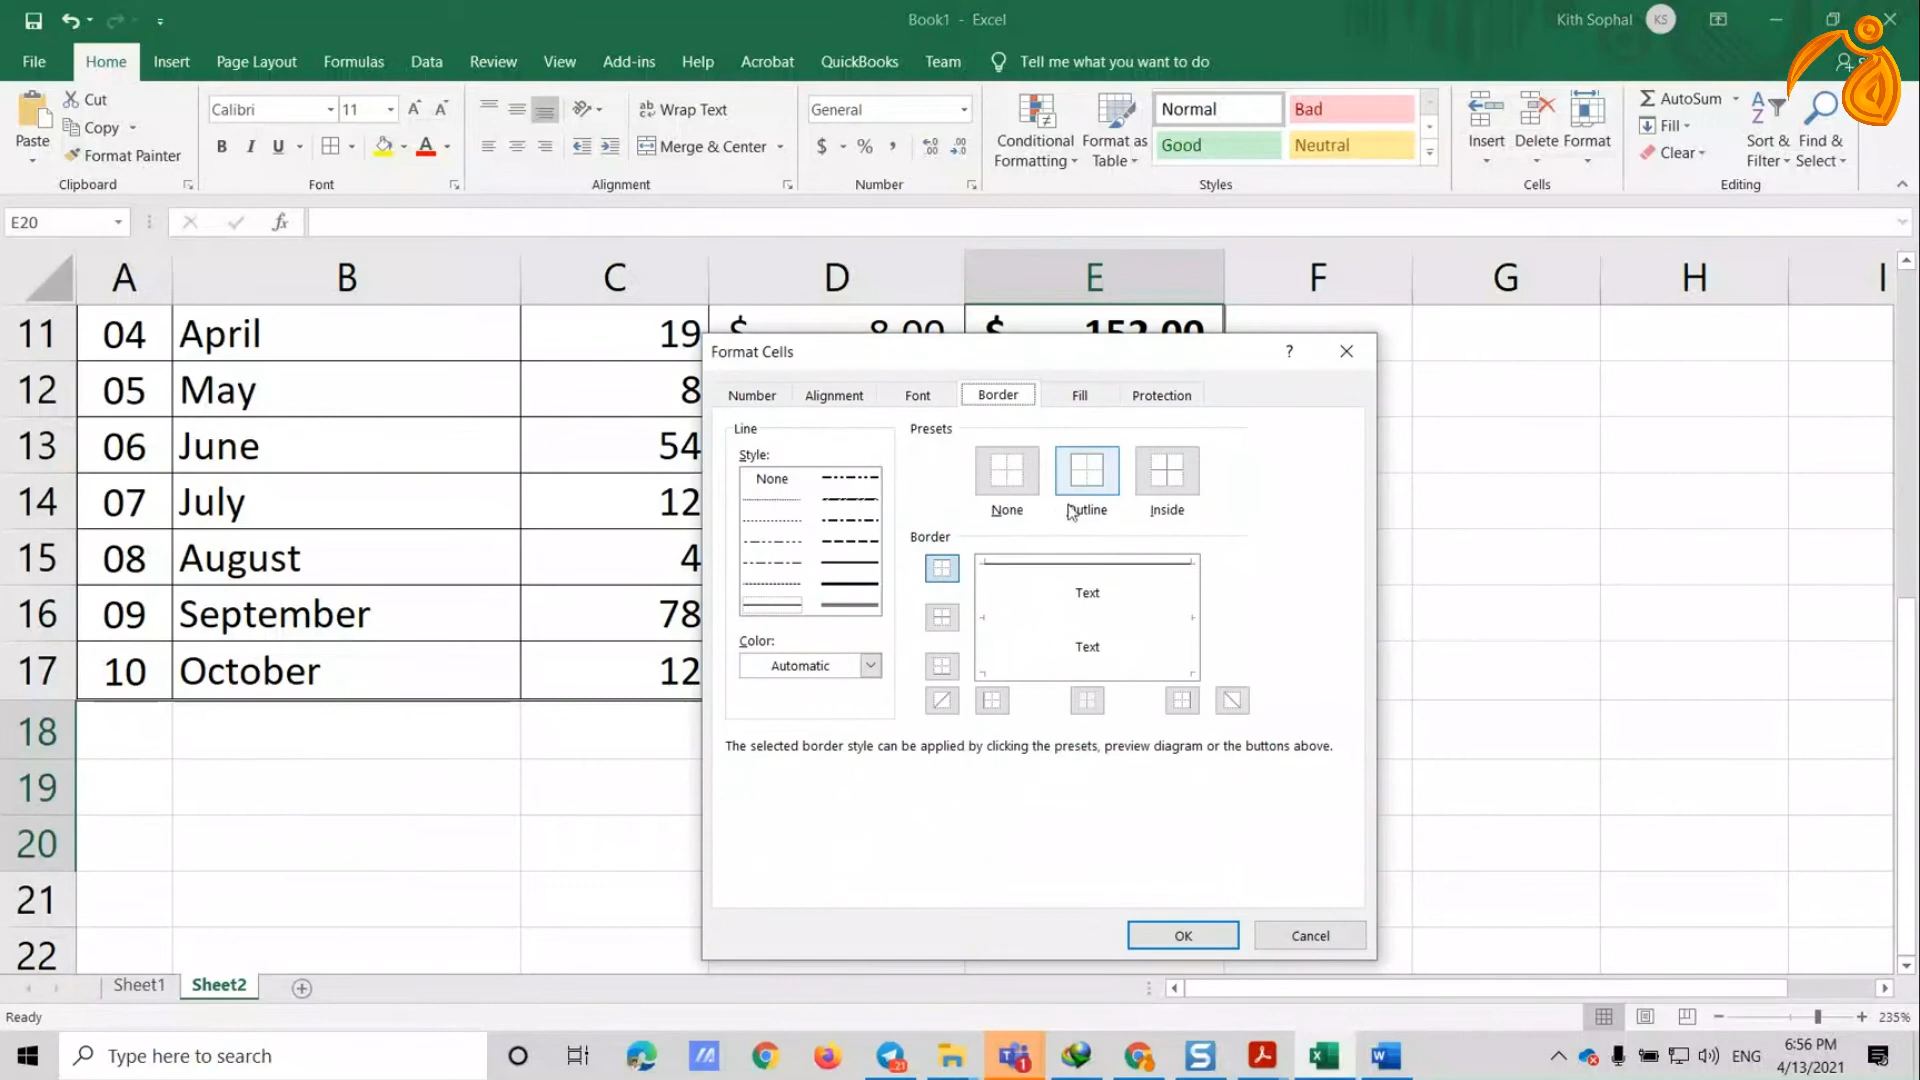 Book1 - Excel
Kith Sophal
KS
File Home Insert Page Layout Formulas Data Review View Add-ins Help Acrobat QuickBooks Team Tell me what you want to do
Paste
Cut
Copy
Format Painter
Clipboard
Calibri 11
B I U
Font
Wrap Text
Merge & Center
Alignment
General
$ % ,
Number
Conditional Formatting
Format as Table
Normal Bad
Good Neutral
Styles
Insert Delete Format
Cells
AutoSum
Fill
Clear
Sort & Filter
Find & Select
Editing
E20
fx
A B C D E F G H I
11 04 April 19 $ 8.00 $ 152.00
12 05 May 8
13 06 June 54
14 07 July 12
15 08 August 4
16 09 September 78
17 10 October 12
18
19
20
21
22
Format Cells
?
Number Alignment Font Border Fill Protection
Line
Style:
None
Color:
Automatic
Presets
None Outline Inside
Border
Text
Text
The selected border style can be applied by clicking the presets, preview diagram or the buttons above.
OK Cancel
Sheet1 Sheet2
Ready
235%
Type here to search
21
1
ENG
6:56 PM
4/13/2021